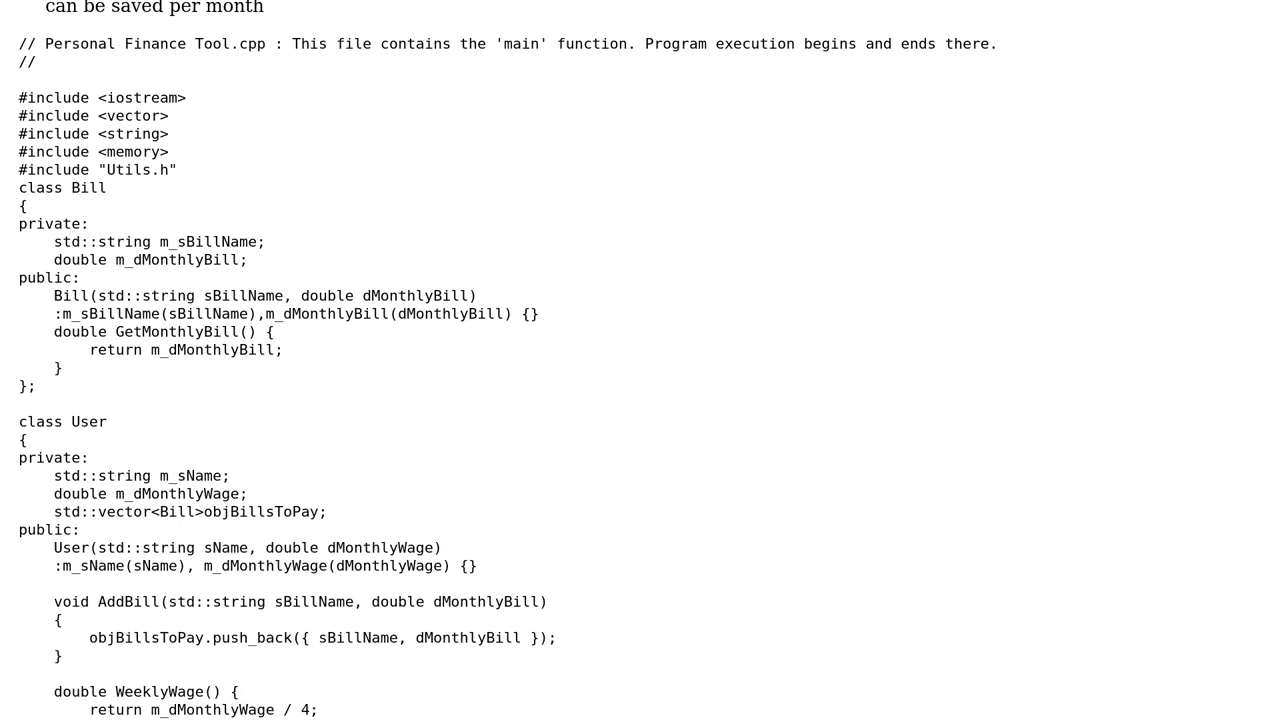 can be saved per month
// Personal Finance Tool.cpp : This file contains the 'main' function. Program execution begins and ends there.
//
#include <iostream>
#include <vector>
#include <string>
#include <memory>
#include "Utils.h"
class Bill
{
private:
    std::string m_sBillName;
    double m_dMonthlyBill;
public:
    Bill(std::string sBillName, double dMonthlyBill)
    :m_sBillName(sBillName),m_dMonthlyBill(dMonthlyBill) {}
    double GetMonthlyBill() {
        return m_dMonthlyBill;
    }
};

class User
{
private:
    std::string m_sName;
    double m_dMonthlyWage;
    std::vector<Bill>objBillsToPay;
public:
    User(std::string sName, double dMonthlyWage)
    :m_sName(sName), m_dMonthlyWage(dMonthlyWage) {}

    void AddBill(std::string sBillName, double dMonthlyBill)
    {
        objBillsToPay.push_back({ sBillName, dMonthlyBill });
    }

    double WeeklyWage() {
        return m_dMonthlyWage / 4;